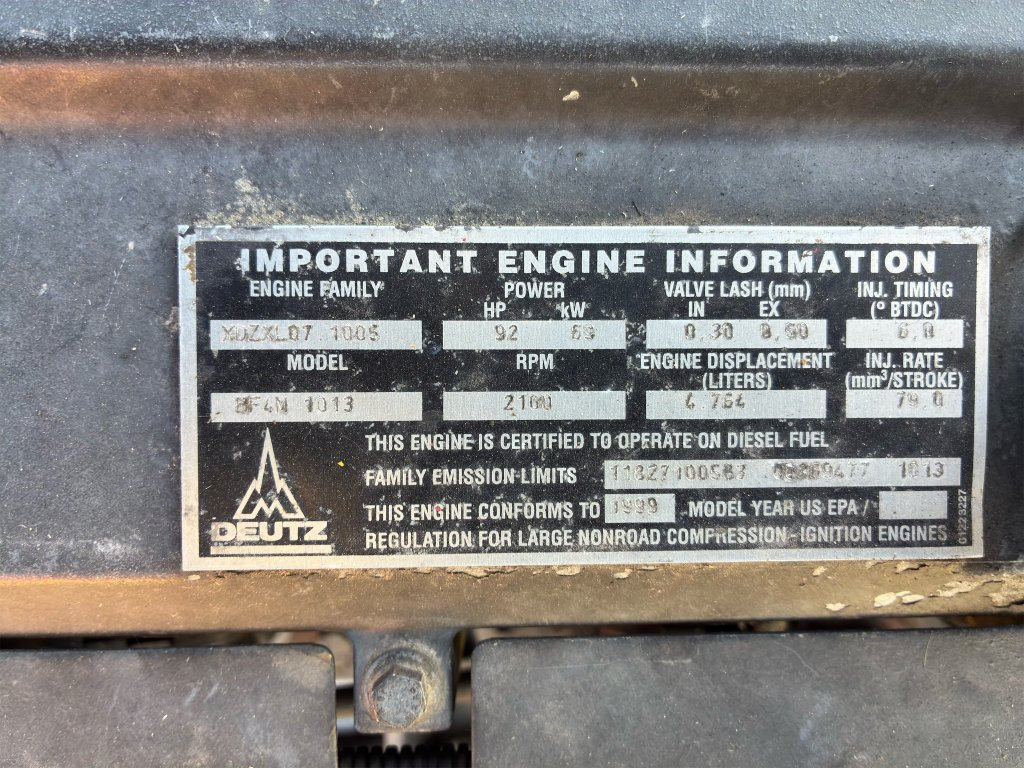 IMPORTANT ENGINE INFORMATION
ENGINE FAMILY POWER VALVE LASH (mm) INJ. TIMING
HP kW IN EX (° BTDC)
XDZXL07.1005 92 69 0,30 0,50 6,0
MODEL RPM ENGINE DISPLACEMENT INJ. RATE
(LITERS) (mm³/STROKE)
BF4M 1013 2100 4.764 79.0
THIS ENGINE IS CERTIFIED TO OPERATE ON DIESEL FUEL
FAMILY EMISSION LIMITS 1013
THIS ENGINE CONFORMS TO 1999 MODEL YEAR US EPA /
DEUTZ
REGULATION FOR LARGE NONROAD COMPRESSION - IGNITION ENGINES